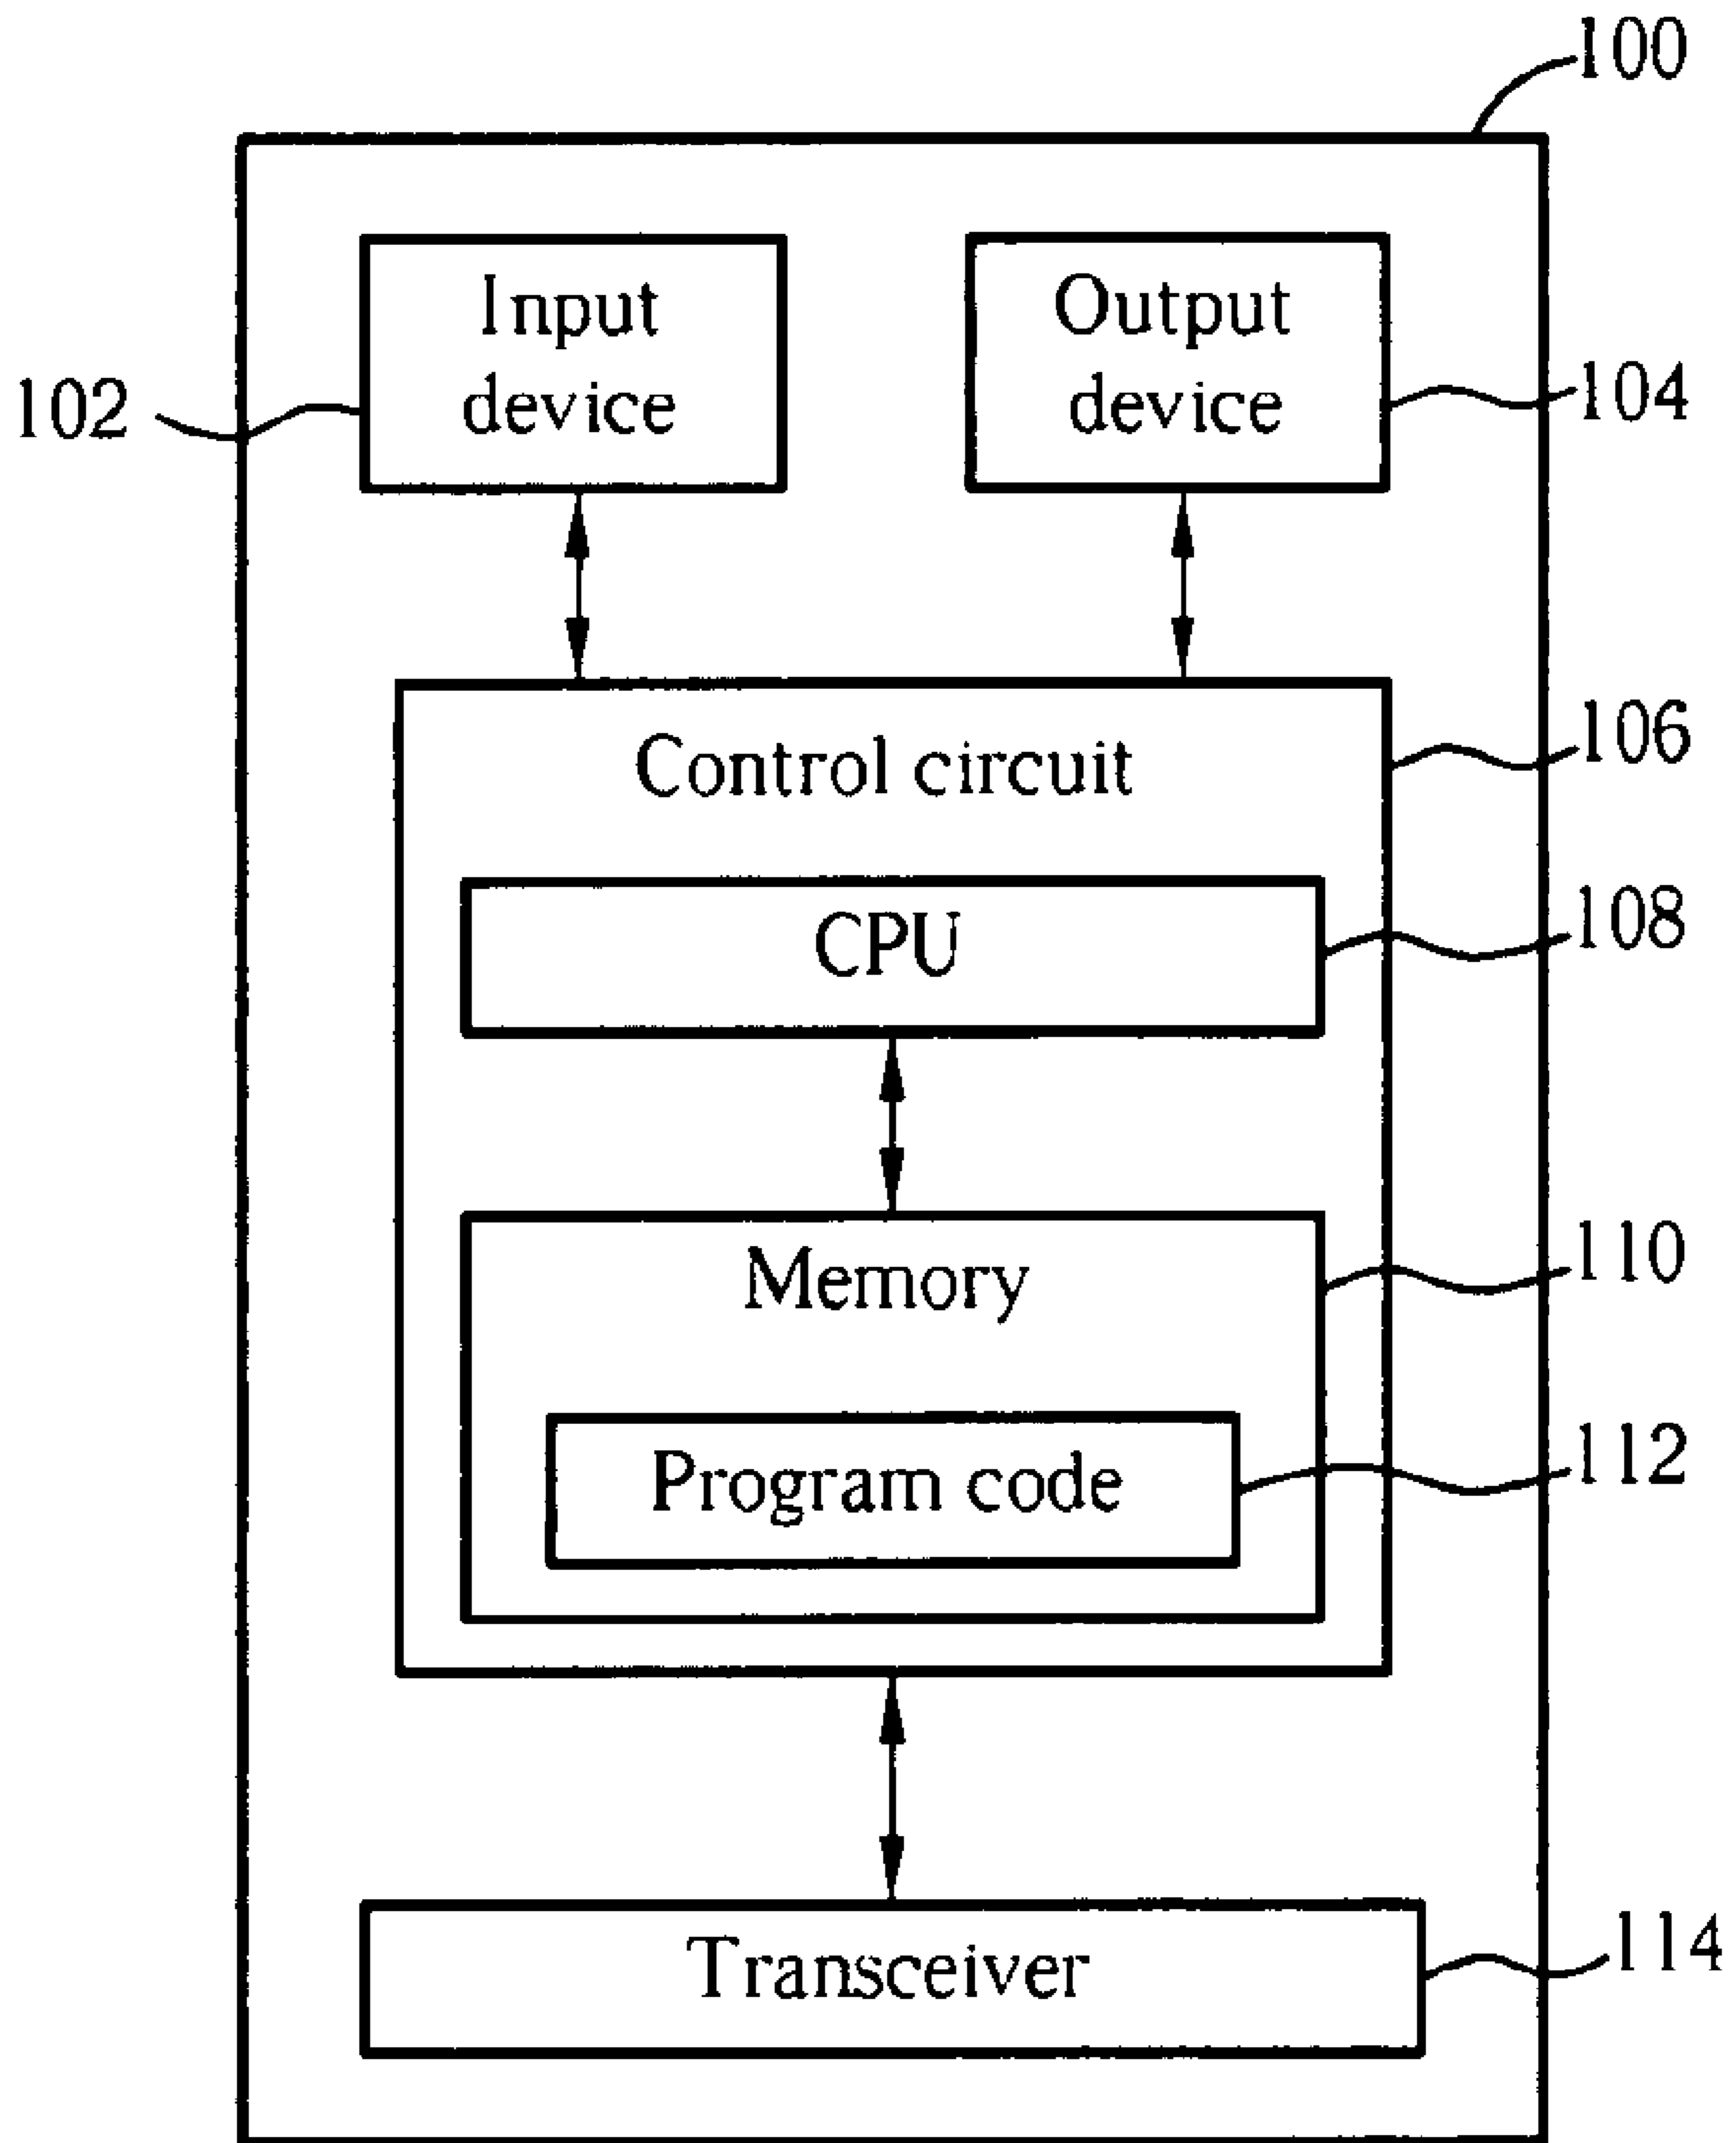 100
Input
device
Output
device
102
104
Control circuit
106
CPU
108
Memory
110
Program code
112
Transceiver
114